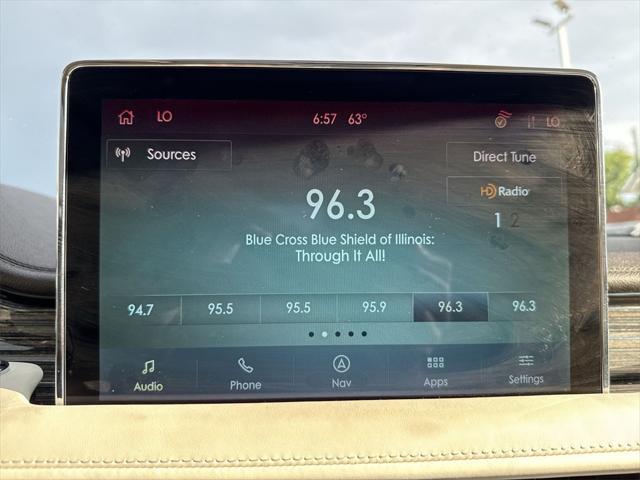 LO 6:57 63° LO
Sources
Direct Tune
HD Radio
96.3
1 2
Blue Cross Blue Shield of Illinois:
Through It All!
94.7 95.5 95.5 95.9 96.3 96.3
Audio Phone Nav Apps Settings